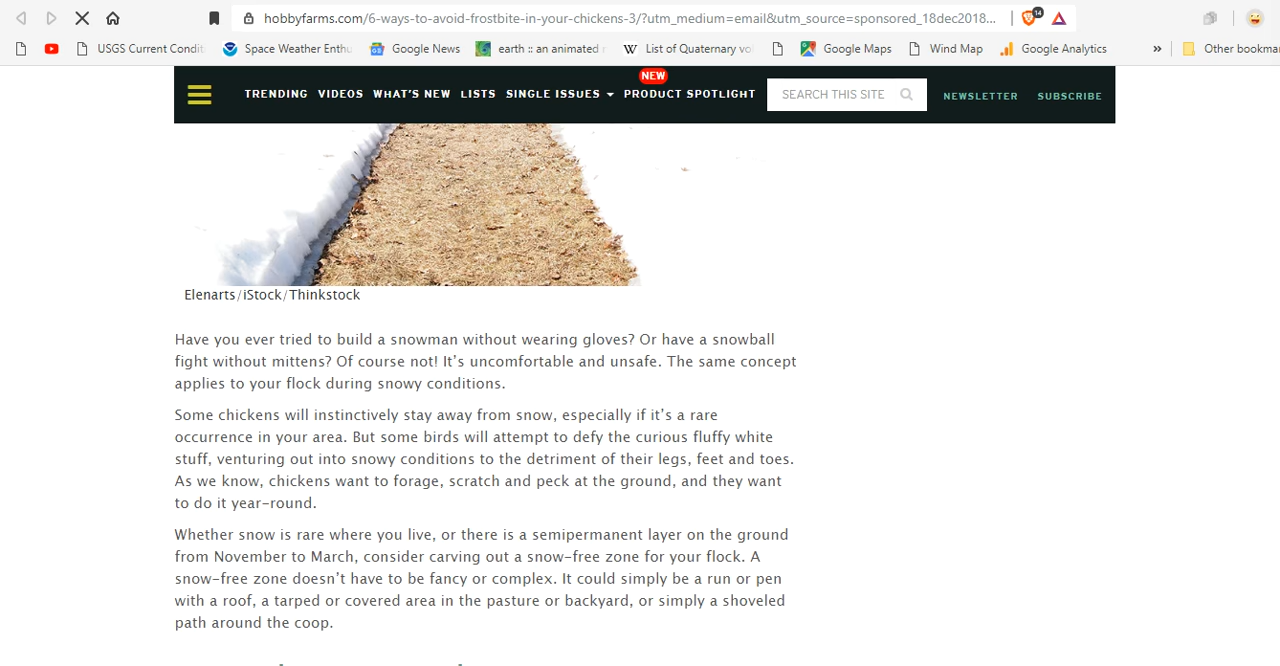 hobbyfarms.com/6-ways-to-avoid-frostbite-in-your-chickens-3/?utm_medium=email&utm_source=sponsored_18dec2018...
14
USGS Current Condit
Space Weather Enthu
Google News
earth :: an animated
List of Quaternary vo
Google Maps
Wind Map
Google Analytics
»
Other bookma
NEW
TRENDING VIDEOS WHAT'S NEW LISTS SINGLE ISSUES PRODUCT SPOTLIGHT
SEARCH THIS SITE
NEWSLETTER SUBSCRIBE
Elenarts/iStock/Thinkstock
Have you ever tried to build a snowman without wearing gloves? Or have a snowball
fight without mittens? Of course not! It's uncomfortable and unsafe. The same concept
applies to your flock during snowy conditions.
Some chickens will instinctively stay away from snow, especially if it's a rare
occurrence in your area. But some birds will attempt to defy the curious fluffy white
stuff, venturing out into snowy conditions to the detriment of their legs, feet and toes.
As we know, chickens want to forage, scratch and peck at the ground, and they want
to do it year-round.
Whether snow is rare where you live, or there is a semipermanent layer on the ground
from November to March, consider carving out a snow-free zone for your flock. A
snow-free zone doesn't have to be fancy or complex. It could simply be a run or pen
with a roof, a tarped or covered area in the pasture or backyard, or simply a shoveled
path around the coop.